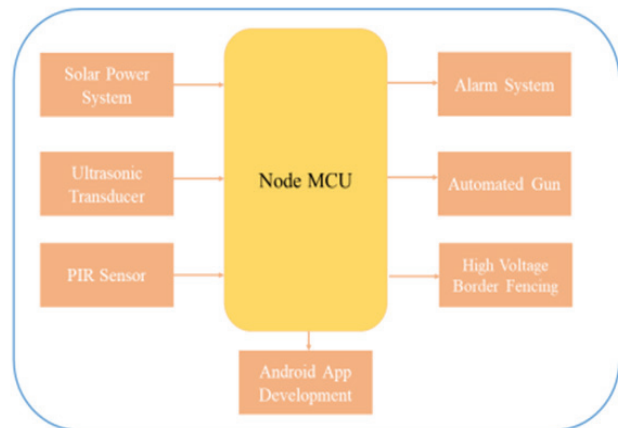 Solar Power
System
Ultrasonic
Transducer
PIR Sensor
Node MCU
Alarm System
Automated Gun
High Voltage
Border Fencing
Android App
Development